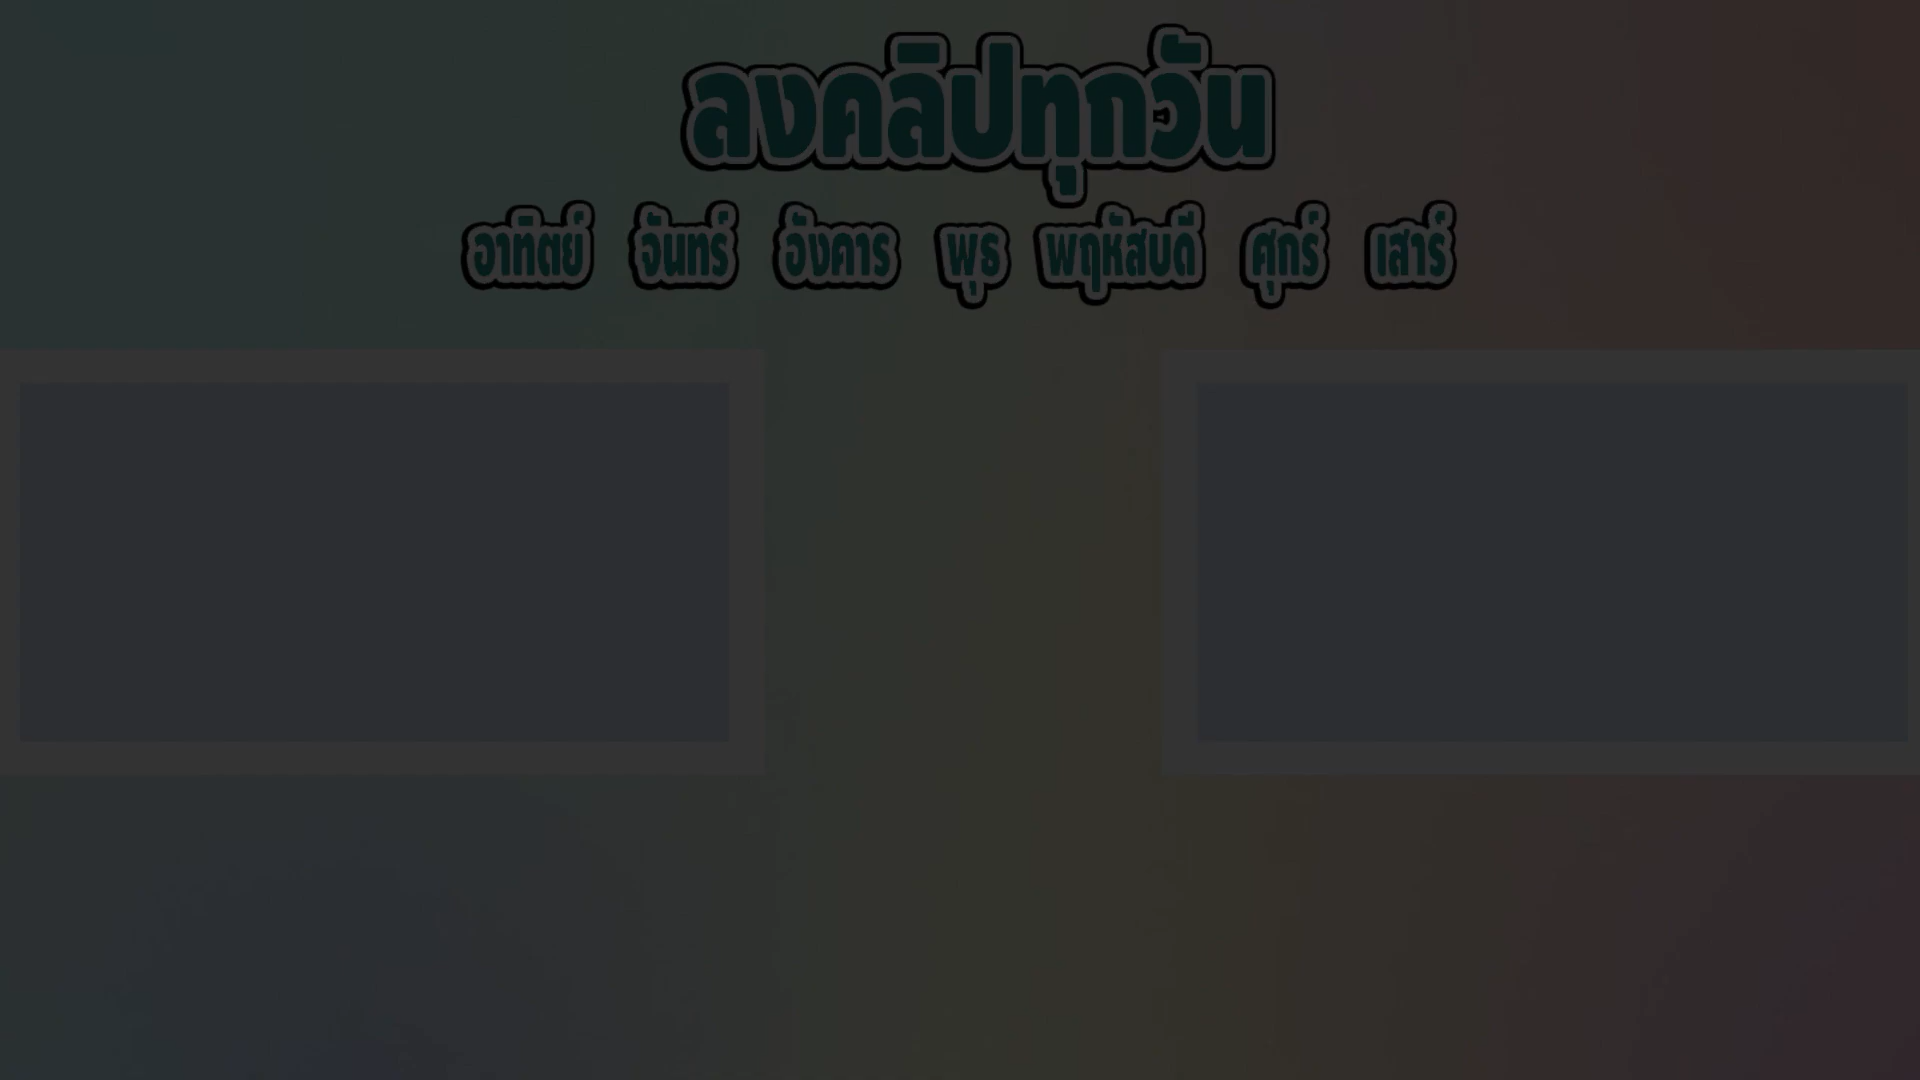 ลงคลิปทุกวัน
อาทิตย์ จันทร์ อังคาร พุธ พฤหัสบดี ศุกร์ เสาร์